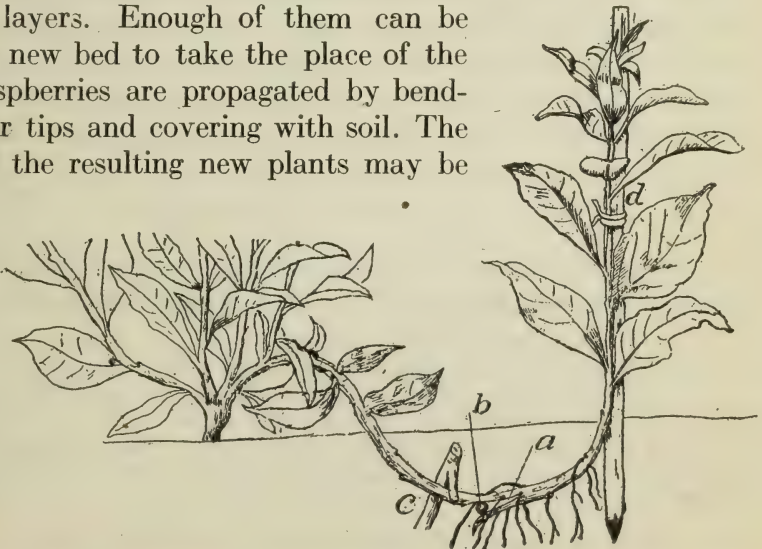 layers. Enough of them can be
new bed to take the place of the
spberries are propagated by bend-
r tips and covering with soil. The
the resulting new plants may be
d
b
a
c